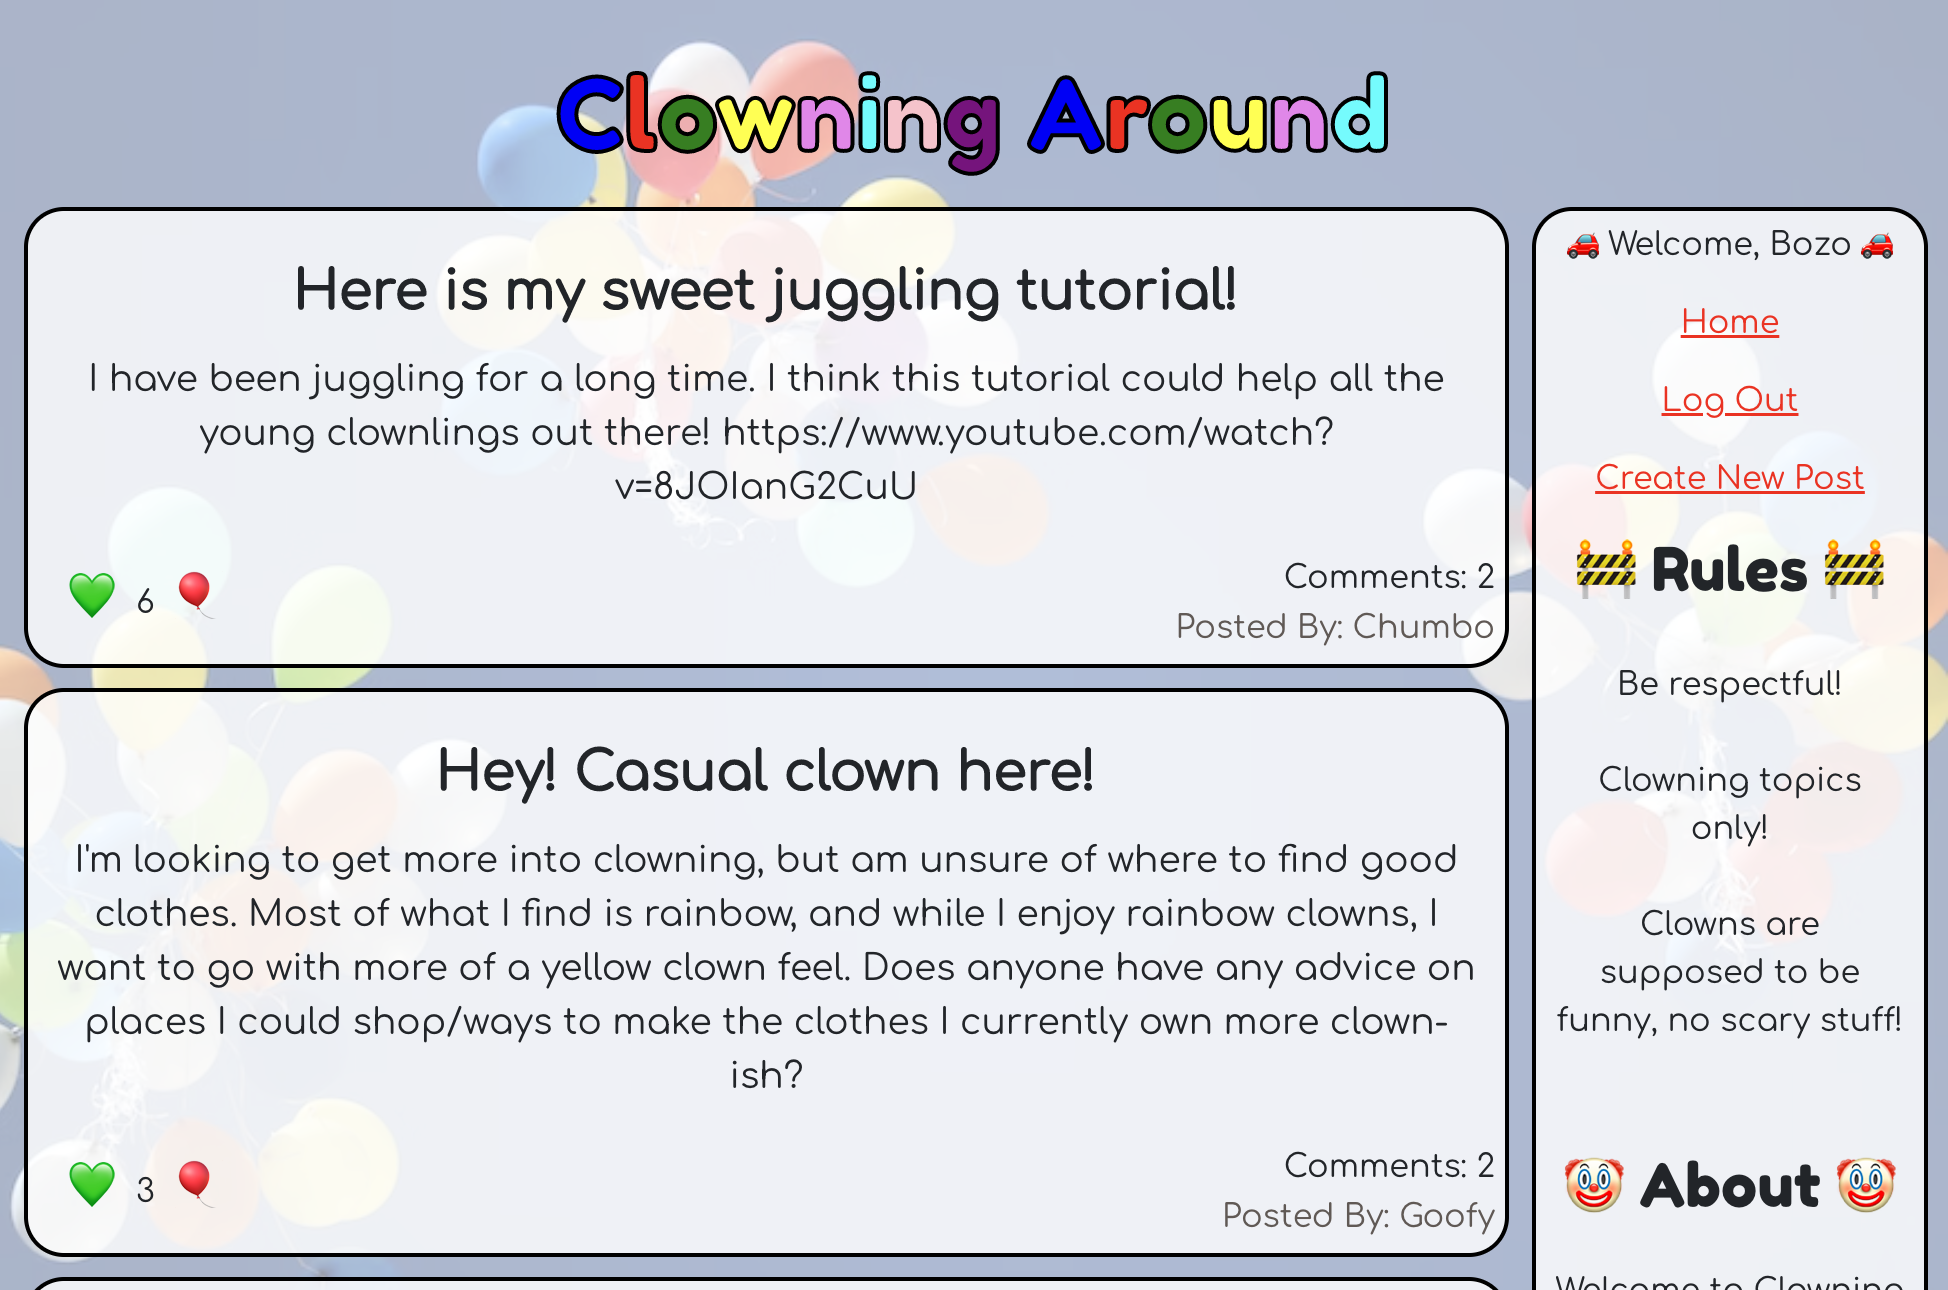 Clowning Around
Here is my sweet juggling tutorial!
I have been juggling for a long time. I think this tutorial could help all the
young clownlings out there! https://www.youtube.com/watch?
v=8JOIanG2CuU
6
Comments: 2
Posted By: Chumbo
Hey! Casual clown here!
I'm looking to get more into clowning, but am unsure of where to find good
clothes. Most of what I find is rainbow, and while I enjoy rainbow clowns, I
want to go with more of a yellow clown feel. Does anyone have any advice on
places I could shop/ways to make the clothes I currently own more clown-
ish?
3
Comments: 2
Posted By: Goofy
Welcome, Bozo
Home
Log Out
Create New Post
Rules
Be respectful!
Clowning topics
only!
Clowns are
supposed to be
funny, no scary stuff!
About
Welcome to Clowning